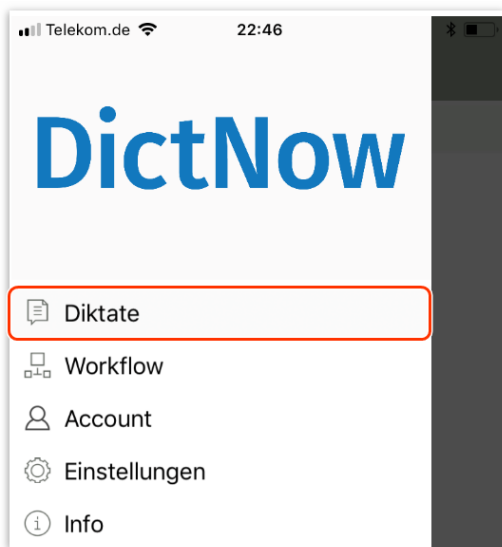 Telekom.de 22:46
DictNow
Diktate
Workflow
Account
Einstellungen
Info